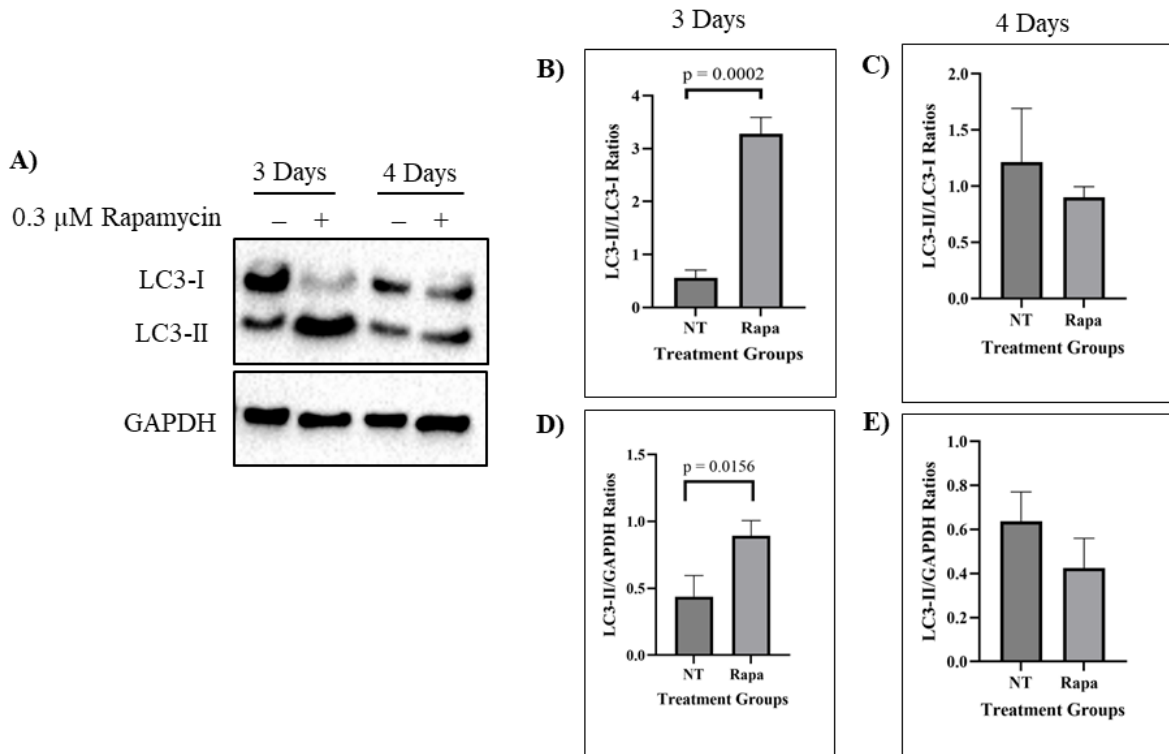 A)
3 Days 4 Days
0.3 μM Rapamycin – + – +
LC3-I
LC3-II
GAPDH
3 Days
B)
p = 0.0002
LC3-II/LC3-I Ratios
4
3
2
1
0
NT Rapa
Treatment Groups
4 Days
C)
LC3-II/LC3-I Ratios
2.0
1.5
1.0
0.5
0.0
NT Rapa
Treatment Groups
D)
p = 0.0156
LC3-II/GAPDH Ratios
1.5
1.0
0.5
0.0
NT Rapa
Treatment Groups
E)
LC3-II/GAPDH Ratios
1.0
0.8
0.6
0.4
0.2
0.0
NT Rapa
Treatment Groups